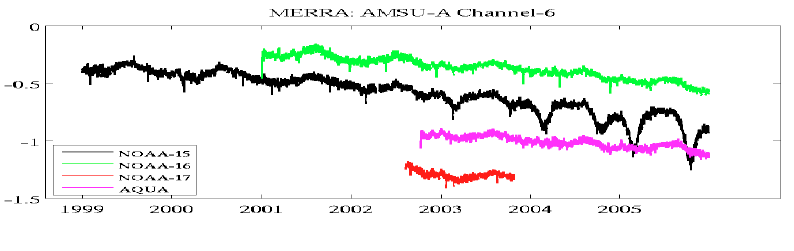 MERRA: AMSU-A Channel-6
0
-0.5
-1
-1.5
NOAA-15
NOAA-16
NOAA-17
AQUA
1999 2000 2001 2002 2003 2004 2005